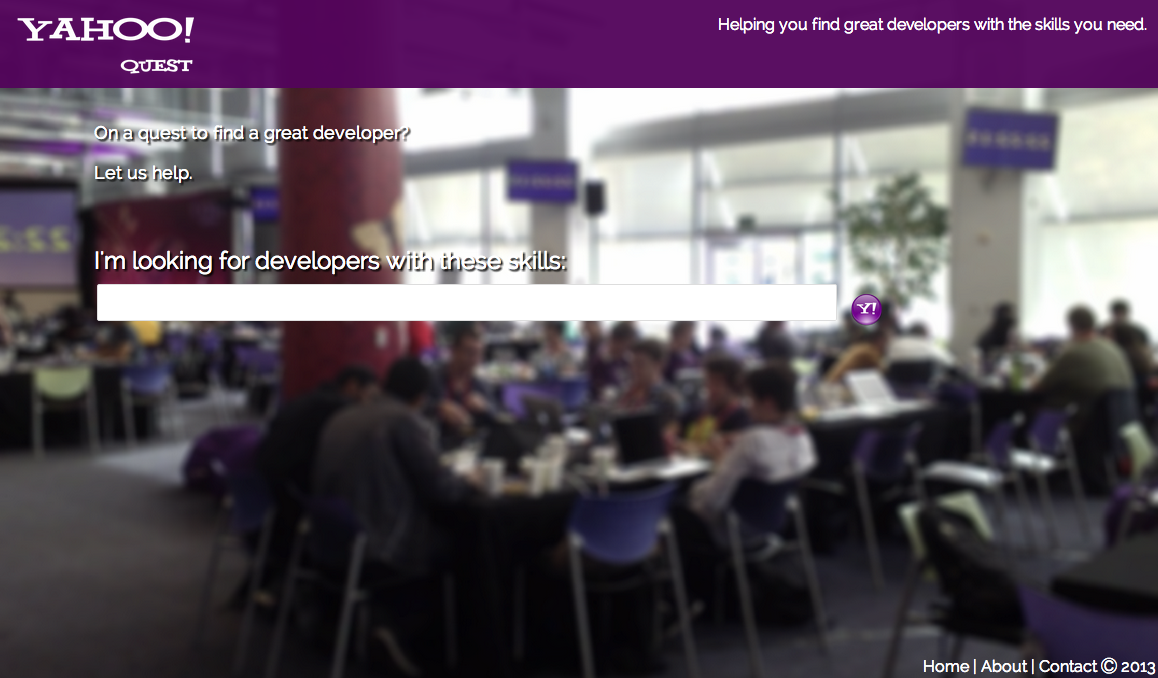 YAHOO!
QUEST
Helping you find great developers with the skills you need.
On a quest to find a great developer?
Let us help.
I'm looking for developers with these skills:
Y!
Home | About | Contact © 2013